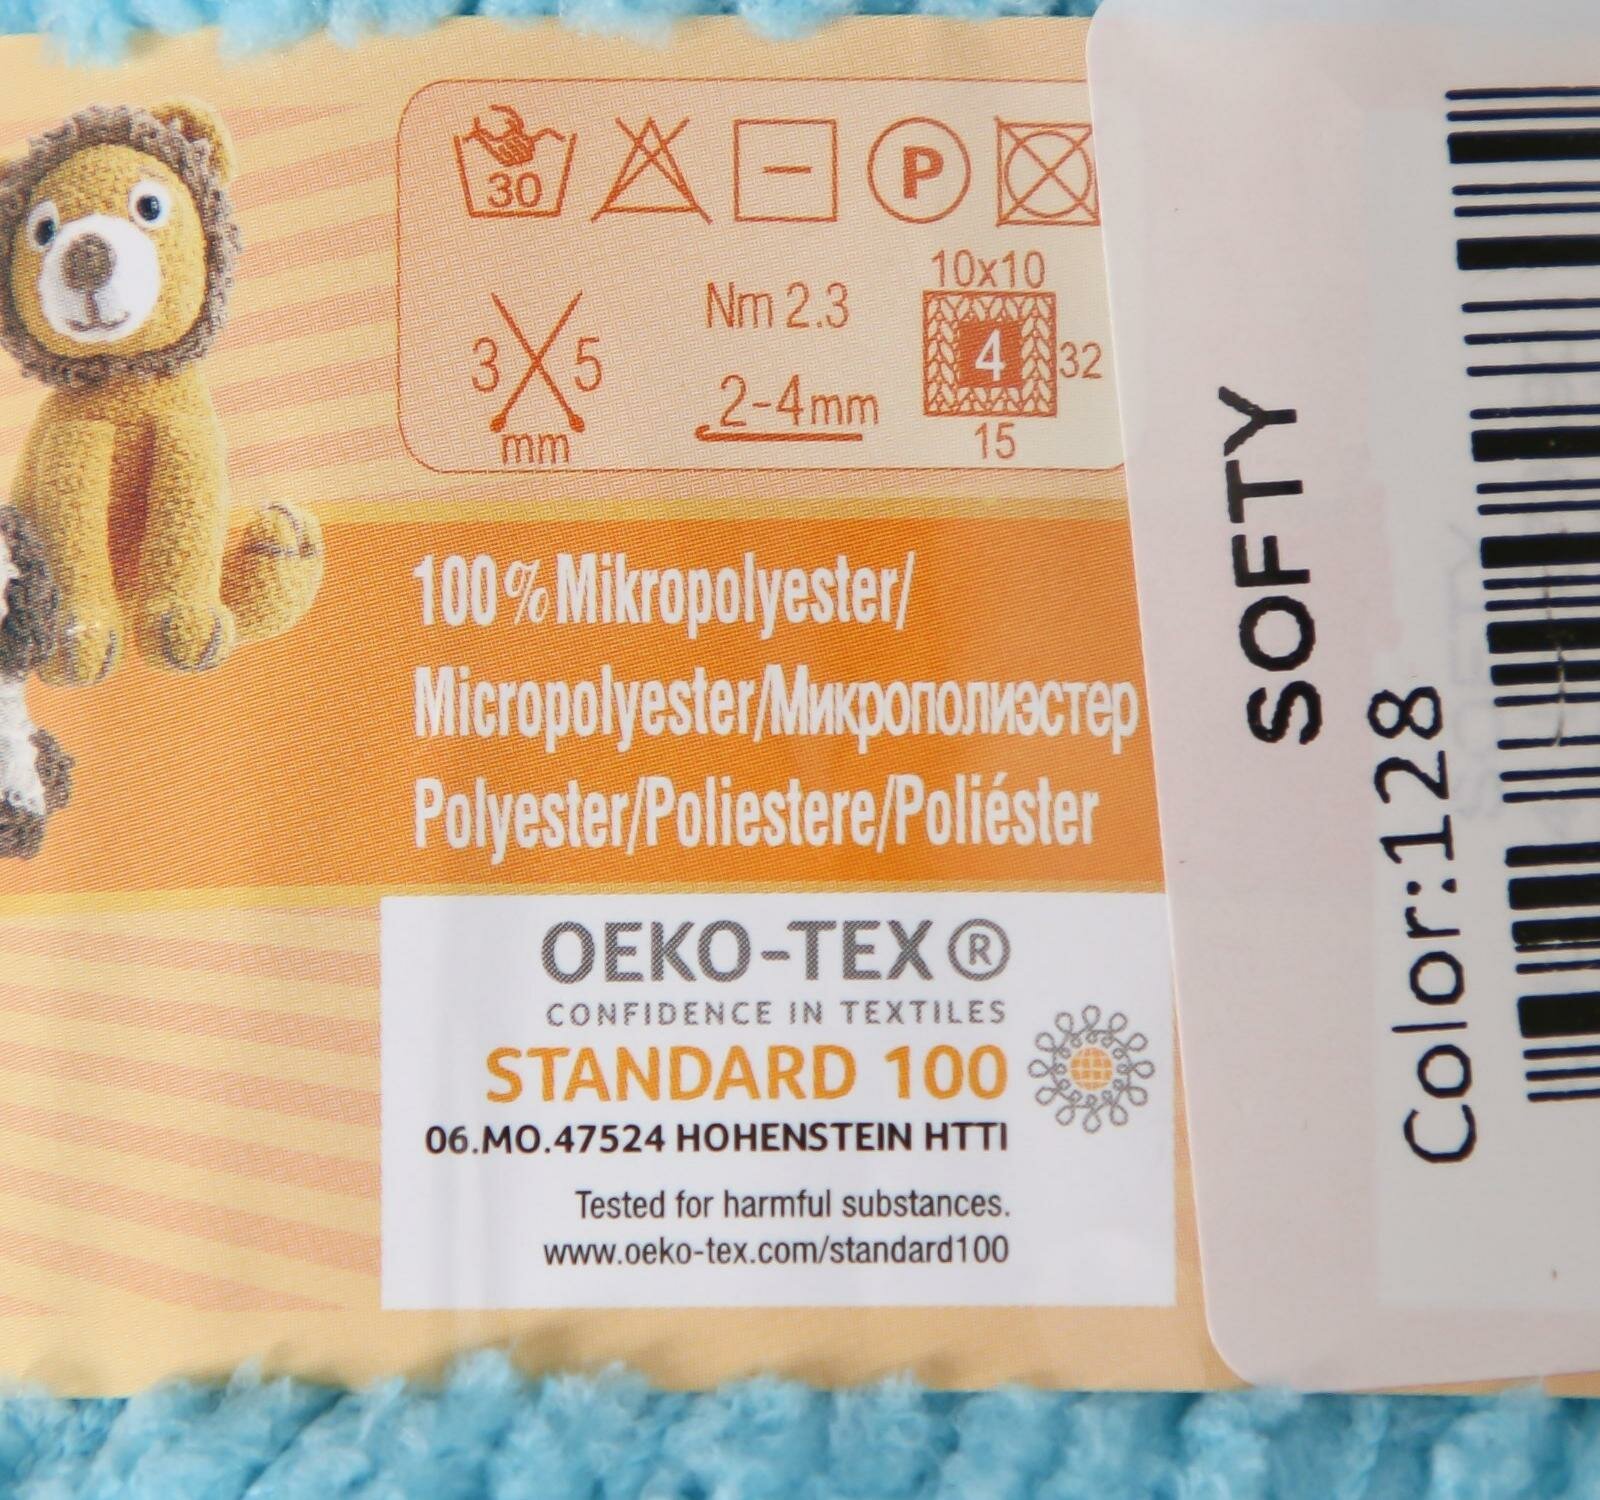 30
P
10x10
Nm 2.3
3 5
mm
2-4mm
4
32
15
100% Mikropolyester/
Micropolyester/Микрополиэстер
Polyester/Poliestere/Poliéster
OEKO-TEX®
CONFIDENCE IN TEXTILES
STANDARD 100
06.MO.47524 HOHENSTEIN HTTI
Tested for harmful substances.
www.oeko-tex.com/standard100
SOFTY
Color:128